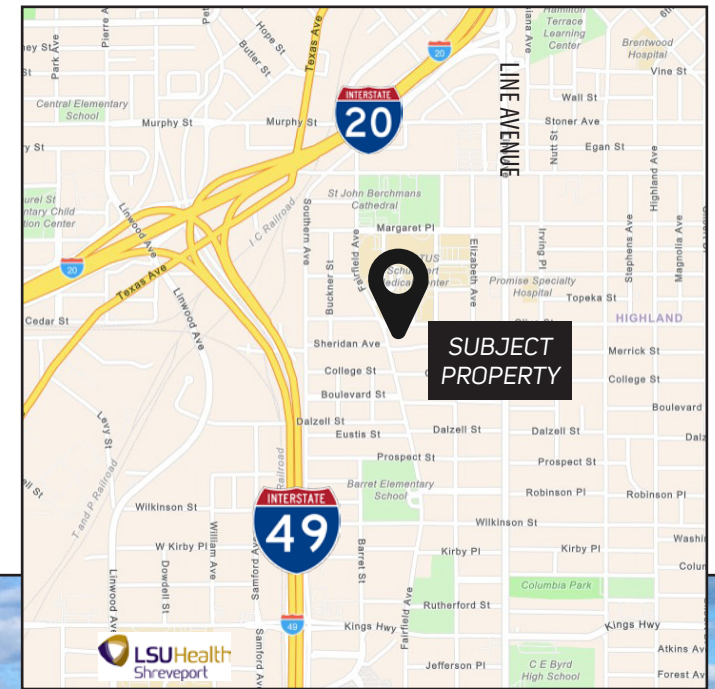 Hope St
Butler St
Texas Ave
Pierre A
Park Ave
Hamilton
Terrace
Learning
Center
Brentwood
Hospital
Vine St
20
Central Elementary
School
Murphy St
Murphy St
INTERSTATE
20
LINE AVENUE
Wall St
Stoner Ave
Nutt St
Egan St
Highland Ave
Linwood Ave
I C Railroad
Southern Ave
St John Berchmans
Cathedral
Margaret Pl
Fairfield Ave
Buckner St
Elizabeth Ave
Irving Pl
Stephens Ave
Magnolia Ave
20
Texas Ave
Linwood Ave
Promise Specialty
Hospital
Topeka St
HIGHLAND
Cedar St
Sheridan Ave
SUBJECT
PROPERTY
Merrick St
College St
College St
Boulevard St
Boulevard
Dalzell St
Dalzell St
Dalzell St
Eustis St
Levy St
T and P Railroad
Railroad
Prospect St
Prospect St
Barret Elementary
School
Robinson Pl
Robinson Pl
Wilkinson St
INTERSTATE
49
Wilkinson St
W Kirby Pl
William Ave
Dowdell St
Linwood Ave
Samford Av
Barret St
Kirby Pl
Kirby Pl
Columbia Park
Rutherford St
Fairfield Ave
49
Kings Hwy
Kings Hwy
Samford Av
LSUHealth
Shreveport
Jefferson Pl
C E Byrd
High School
Atkins Av
Forest Av